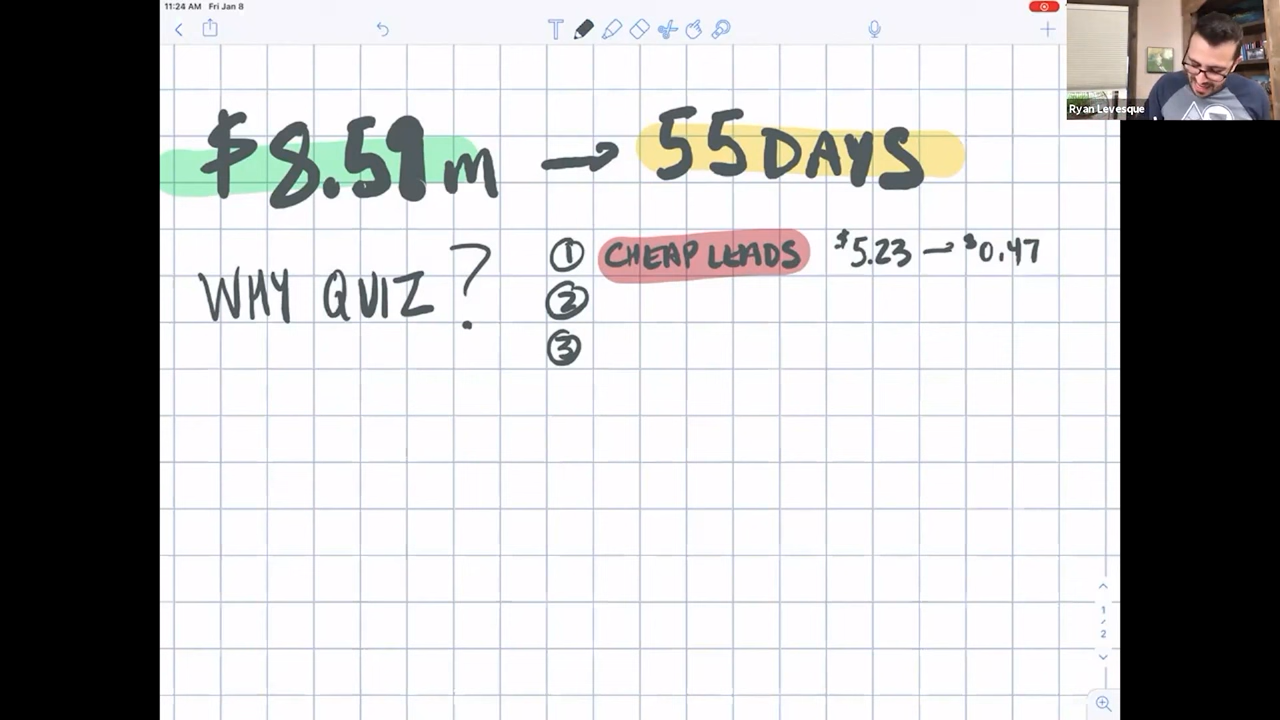 11:24 AM Fri Jan 8
Ryan Levesque
$8.59m → 55 DAYS
WHY QUIZ?
① CHEAP LEADS $5.23 → $0.47
②
③
1
/
2